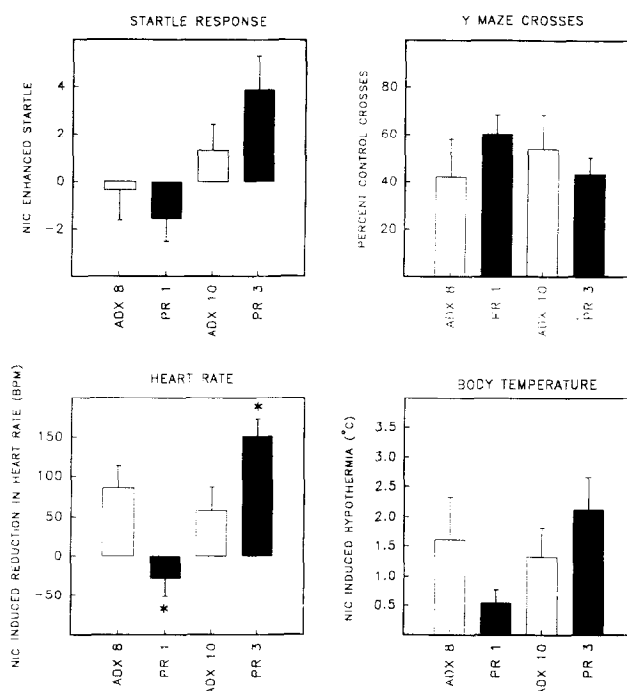 STARTLE RESPONSE
NIC ENHANCED STARTLE
4
2
0
−2
ADX 8
PR 1
ADX 10
PR 3
Y MAZE CROSSES
PERCENT CONTROL CROSSES
80
60
40
20
ADX 8
PR 1
ADX 10
PR 3
HEART RATE
NIC INDUCED REDUCTION IN HEART RATE (BPM)
150
100
50
0
−50
*
*
ADX 8
PR 1
ADX 10
PR 3
BODY TEMPERATURE
NIC INDUCED HYPOTHERMIA (°C)
3.5
3.0
2.5
2.0
1.5
1.0
0.5
ADX 8
PR 1
ADX 10
PR 3